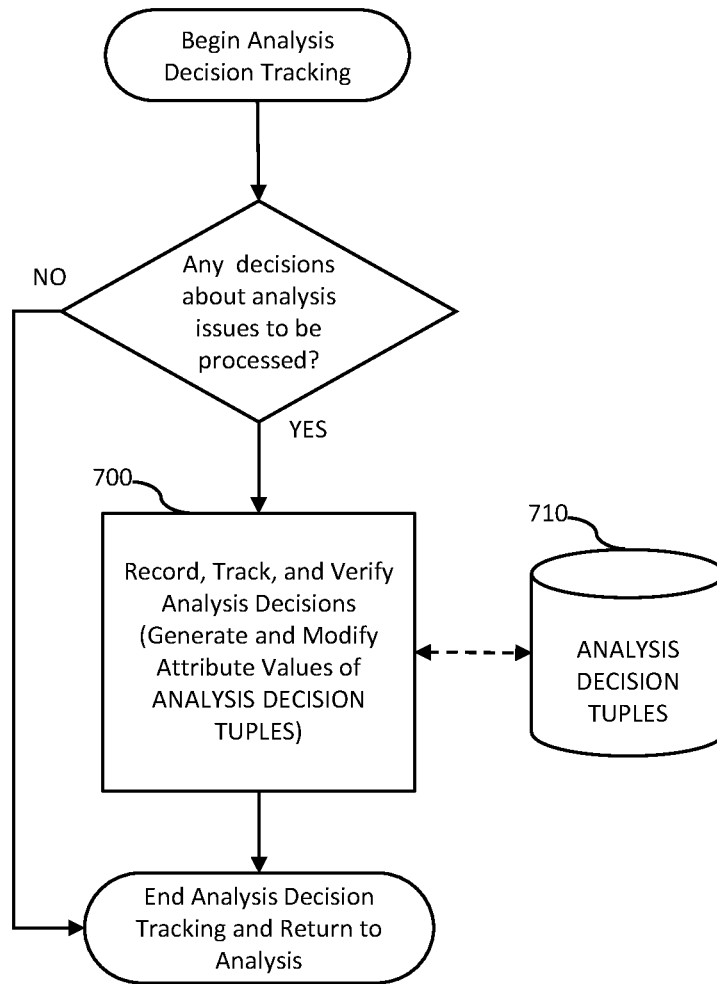 Begin Analysis
Decision Tracking
NO
Any decisions
about analysis
issues to be
processed?
YES
700
710
Record, Track, and Verify
Analysis Decisions
(Generate and Modify
Attribute Values of
ANALYSIS DECISION
TUPLES)
ANALYSIS
DECISION
TUPLES
End Analysis Decision
Tracking and Return to
Analysis